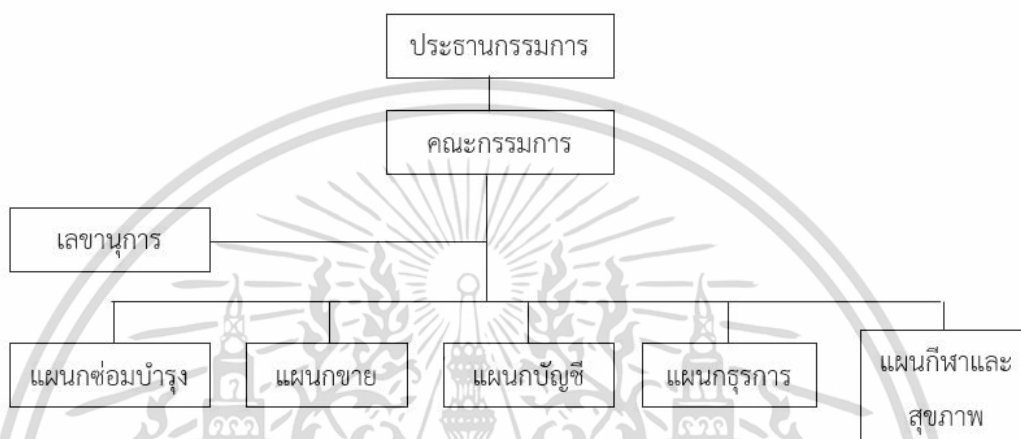 ประธานกรรมการ
คณะกรรมการ
เลขานุการ
แผนกซ่อมบำรุง
แผนกขาย
แผนกบัญชี
แผนกธุรการ
แผนกีฬาและ
สุขภาพ